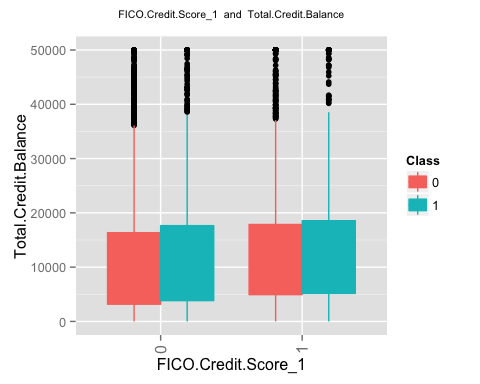 FICO.Credit.Score_1 and Total.Credit.Balance
50000
40000
30000
20000
10000
0
Total.Credit.Balance
0
1
FICO.Credit.Score_1
Class
0
1